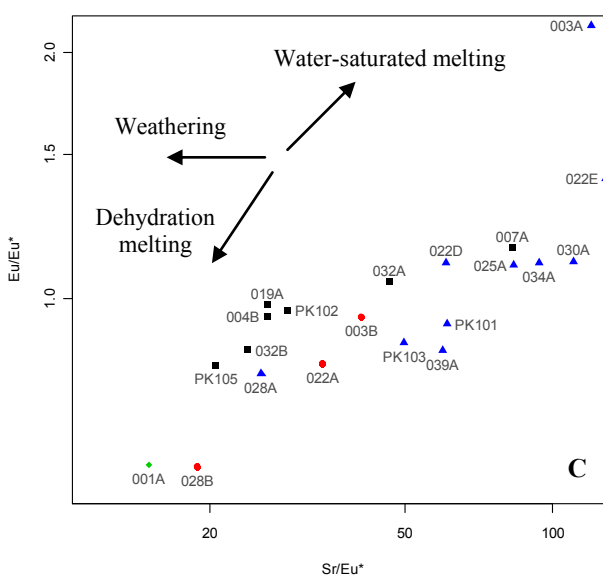 003A
2.0
Water-saturated melting
Weathering
1.5
022E
Dehydration
melting
Eu/Eu*
007A
022D
030A
025A
034A
032A
1.0
019A
PK102
004B
003B
PK101
032B
PK103
039A
PK105
028A
022A
001A
028B
C
20
50
100
Sr/Eu*